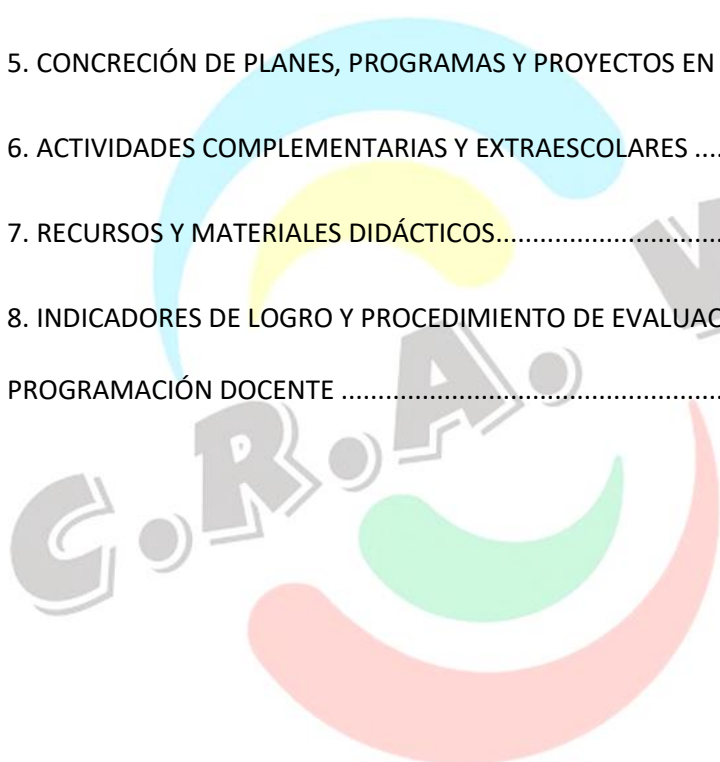 5. CONCRECIÓN DE PLANES, PROGRAMAS Y PROYECTOS EN
6. ACTIVIDADES COMPLEMENTARIAS Y EXTRAESCOLARES ....
7. RECURSOS Y MATERIALES DIDÁCTICOS...............................
8. INDICADORES DE LOGRO Y PROCEDIMIENTO DE EVALUAC
PROGRAMACIÓN DOCENTE ....................................................
C.R.A.